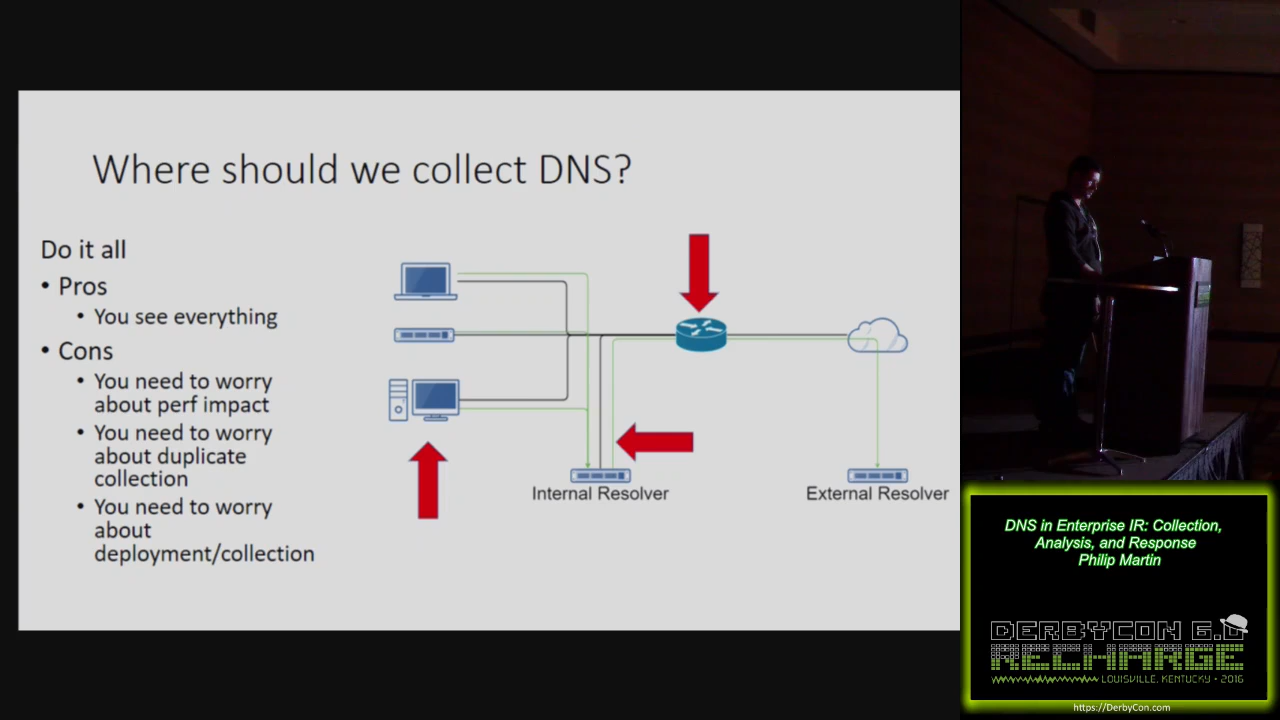 Where should we collect DNS?
Do it all
• Pros
• You see everything
• Cons
• You need to worry
about perf impact
• You need to worry
about duplicate
collection
• You need to worry
about
deployment/collection
Internal Resolver
External Resolver
DNS in Enterprise IR: Collection,
Analysis, and Response
Philip Martin
DERBYCON 6.0
RECHARGE
LOUISVILLE, KENTUCKY • 2016
https://DerbyCon.com